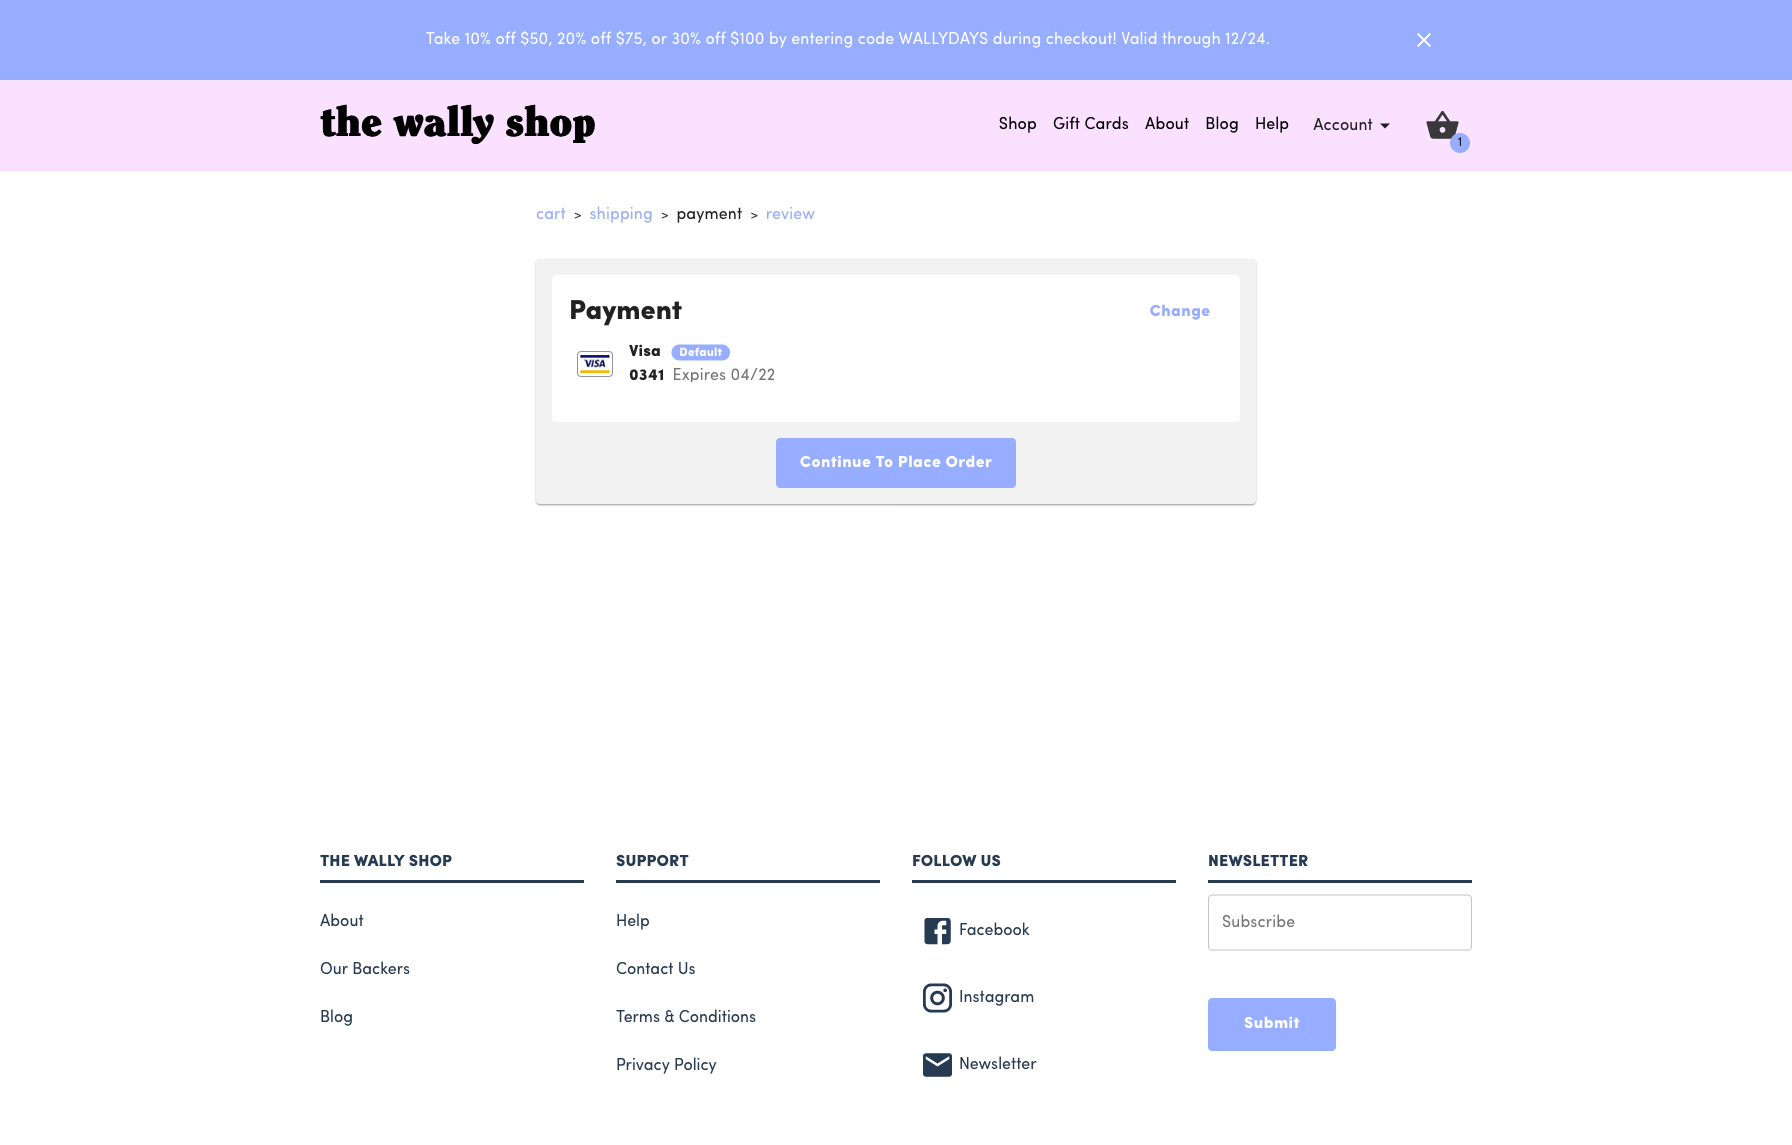 Take 10% off $50, 20% off $75, or 30% off $100 by entering code WALLYDAYS during checkout! Valid through 12/24.
the wally shop
Shop Gift Cards About Blog Help Account
1
cart > shipping > payment > review
Payment
Change
VISA
Visa Default
0341 Expires 04/22
Continue To Place Order
THE WALLY SHOP
About
Our Backers
Blog
SUPPORT
Help
Contact Us
Terms & Conditions
Privacy Policy
FOLLOW US
Facebook
Instagram
Newsletter
NEWSLETTER
Subscribe
Submit